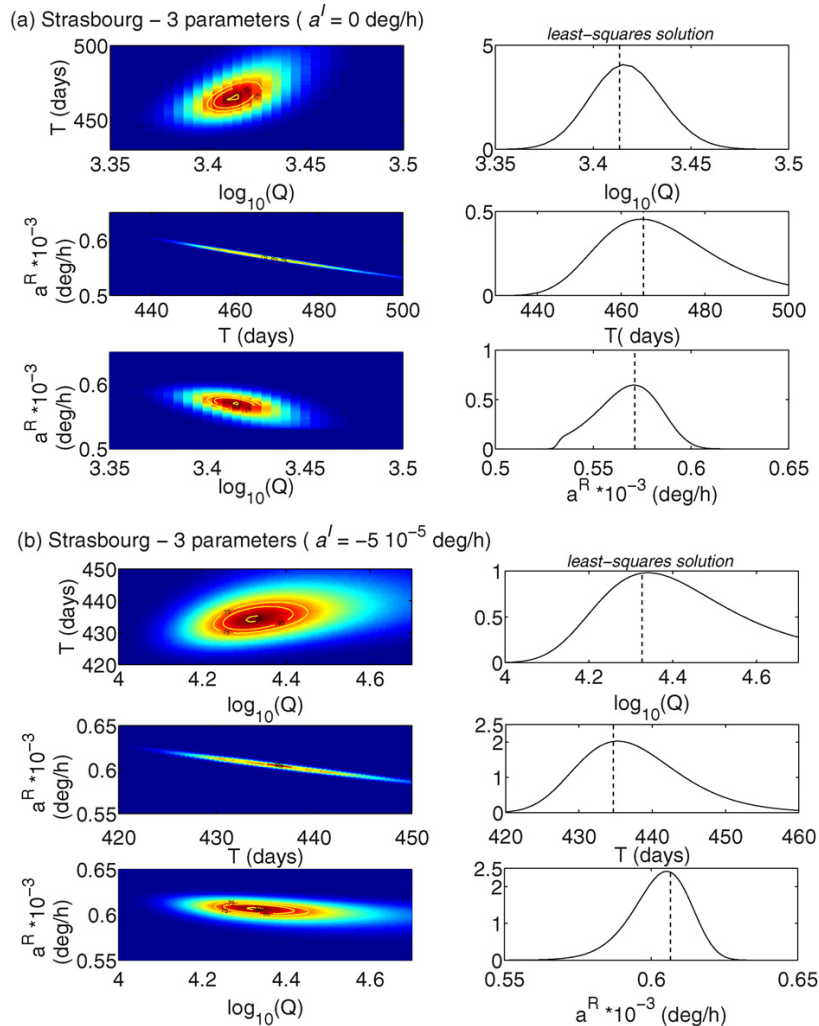 (a) Strasbourg – 3 parameters ( a^I = 0 deg/h)
T (days)
500
450
3.35 3.4 3.45 3.5
log10(Q)
least–squares solution
5
0
3.35 3.4 3.45 3.5
log10(Q)
a^R *10^−3
(deg/h)
0.6
0.5
440 460 480 500
T (days)
0.5
0
440 460 480 500
T( days)
a^R *10^−3
(deg/h)
0.6
0.5
3.35 3.4 3.45 3.5
log10(Q)
1
0.5
0
0.5 0.55 0.6 0.65
a^R *10^−3 (deg/h)
(b) Strasbourg – 3 parameters ( a^I = −5 10^−5 deg/h)
T (days)
450
440
430
420
4 4.2 4.4 4.6
log10(Q)
least–squares solution
1
0.5
0
4 4.2 4.4 4.6
log10(Q)
a^R *10^−3
(deg/h)
0.65
0.6
0.55
420 430 440 450
T (days)
2.5
2
1
0
420 430 440 450 460
T (days)
a^R *10^−3
(deg/h)
0.65
0.6
0.55
4 4.2 4.4 4.6
log10(Q)
2.5
2
1
0
0.55 0.6 0.65
a^R *10^−3 (deg/h)